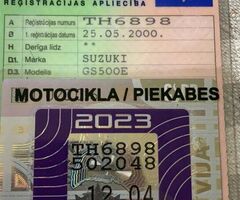 REĢISTRĀCIJAS APLIECĪBA
A Reģistrācijas numurs TH6898
B 1. reģistrācijas datums 25.05.2000.
H Derīga līdz **
D.1 Marka SUZUKI
D.3 Modelis GS500E
MOTOCIKLA / PIEKABES
2023
TH6898
502048
12 04